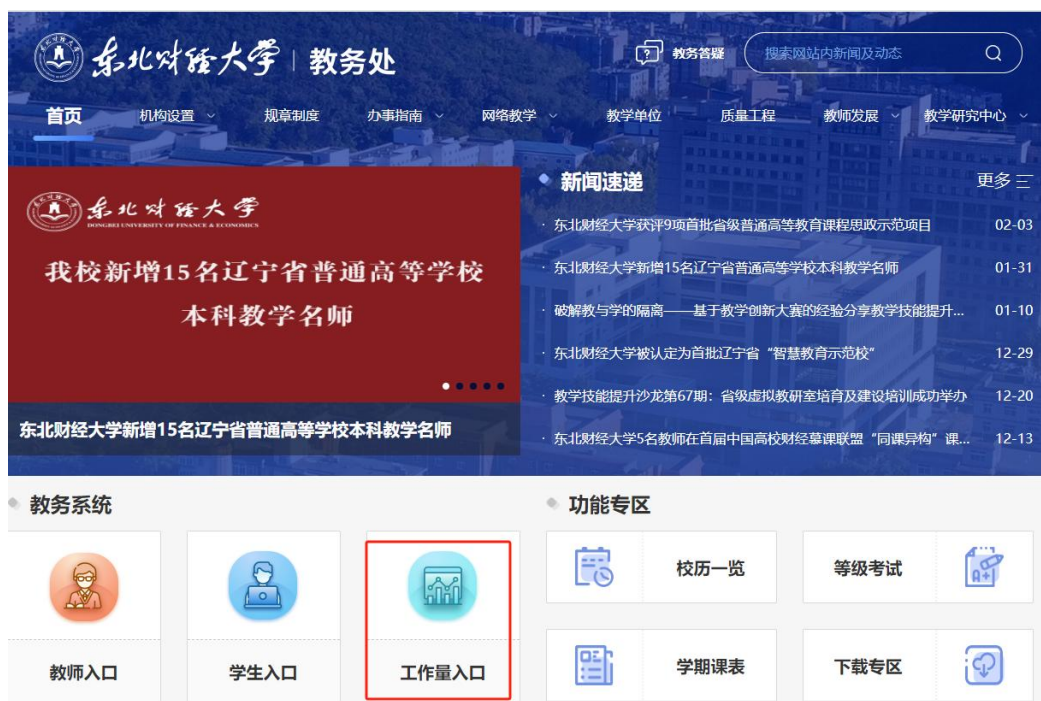 东北财经大学 教务处
教务答疑
搜索网站内新闻及动态
首页 机构设置 规章制度 办事指南 网络教学 教学单位 质量工程 教师发展 教学研究中心
东北财经大学
DONGBEI UNIVERSITY OF FINANCE & ECONOMICS
我校新增15名辽宁省普通高等学校
本科教学名师
东北财经大学新增15名辽宁省普通高等学校本科教学名师
新闻速递 更多
· 东北财经大学获评9项首批省级普通高等教育课程思政示范项目 02-03
· 东北财经大学新增15名辽宁省普通高等学校本科教学名师 01-31
· 破解教与学的隔离——基于教学创新大赛的经验分享教学技能提升... 01-10
· 东北财经大学被认定为首批辽宁省“智慧教育示范校” 12-29
· 教学技能提升沙龙第67期：省级虚拟教研室培育及建设培训成功举办 12-20
· 东北财经大学5名教师在首届中国高校财经慕课联盟“同课异构”课... 12-13
教务系统
教师入口 学生入口 工作量入口
功能专区
校历一览 等级考试
A+
学期课表 下载专区